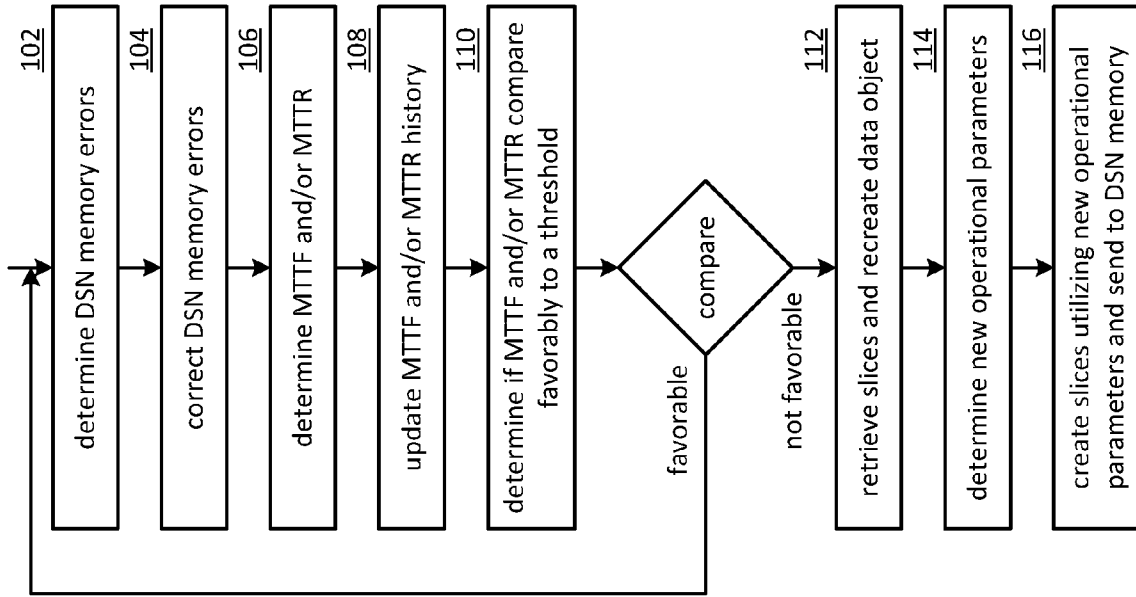 102
determine DSN memory errors
104
correct DSN memory errors
106
determine MTTF and/or MTTR
108
update MTTF and/or MTTR history
110
determine if MTTF and/or MTTR compare
favorably to a threshold
compare
favorable
not favorable
112
retrieve slices and recreate data object
114
determine new operational parameters
116
create slices utilizing new operational
parameters and send to DSN memory